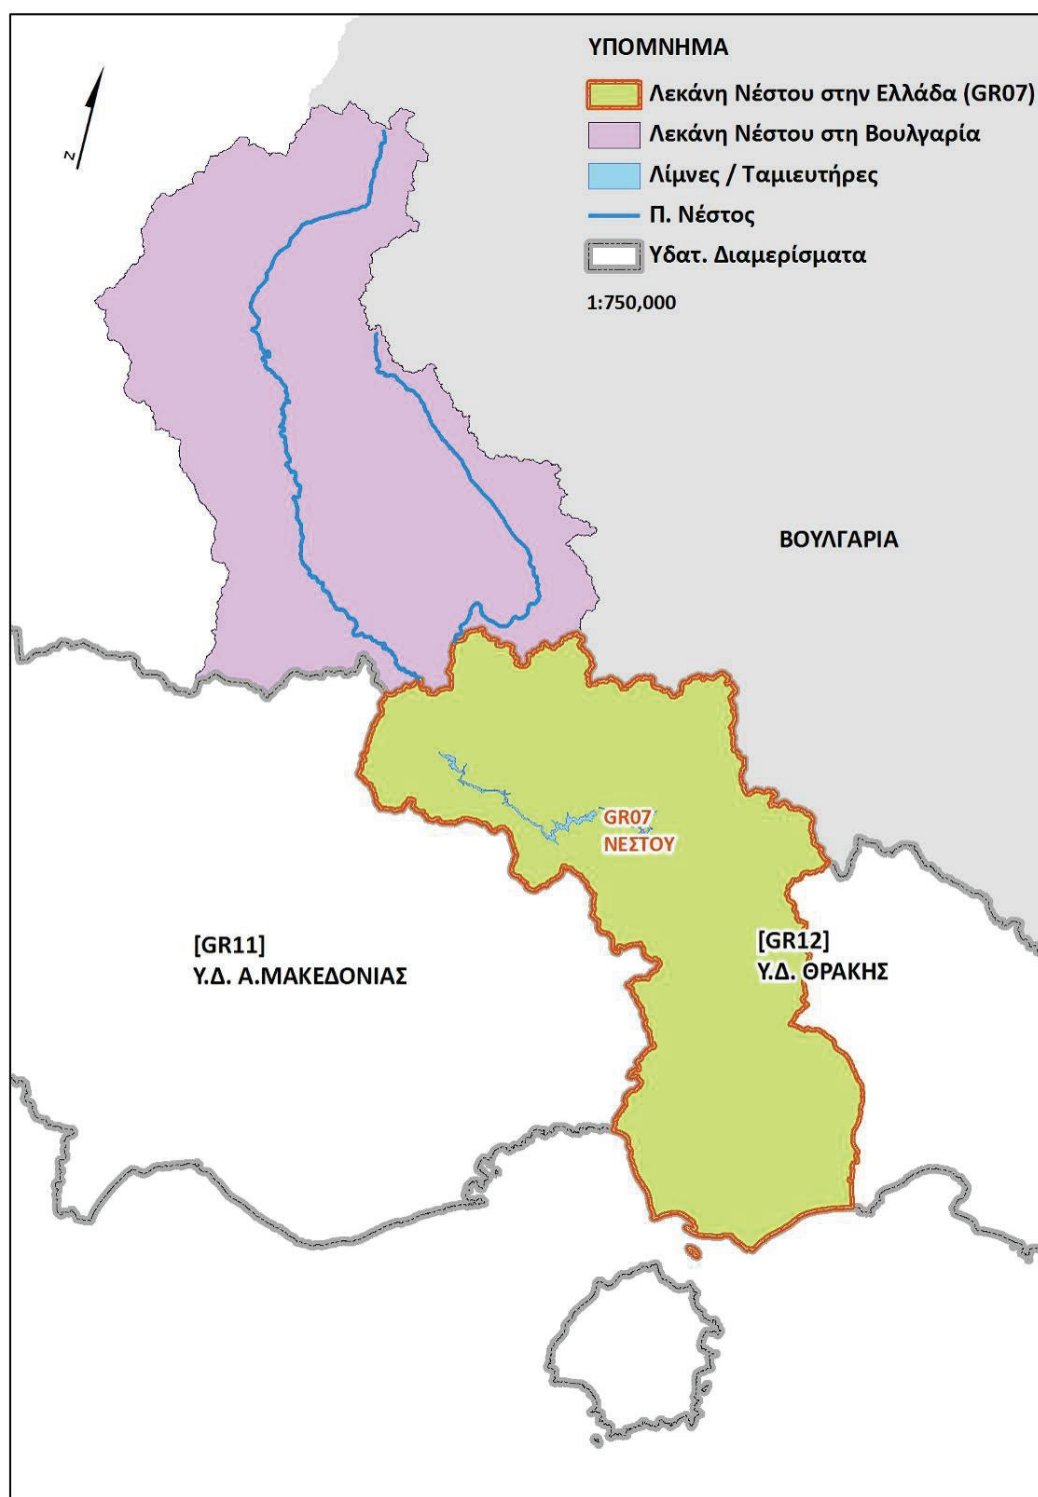 ΥΠΟΜΝΗΜΑ
Λεκάνη Νέστου στην Ελλάδα (GR07)
Λεκάνη Νέστου στη Βουλγαρία
Λίμνες / Ταμιευτήρες
Π. Νέστος
Υδατ. Διαμερίσματα
1:750,000
N
ΒΟΥΛΓΑΡΙΑ
GR07
ΝΕΣΤΟΥ
[GR11]
Υ.Δ. Α.ΜΑΚΕΔΟΝΙΑΣ
[GR12]
Υ.Δ. ΘΡΑΚΗΣ